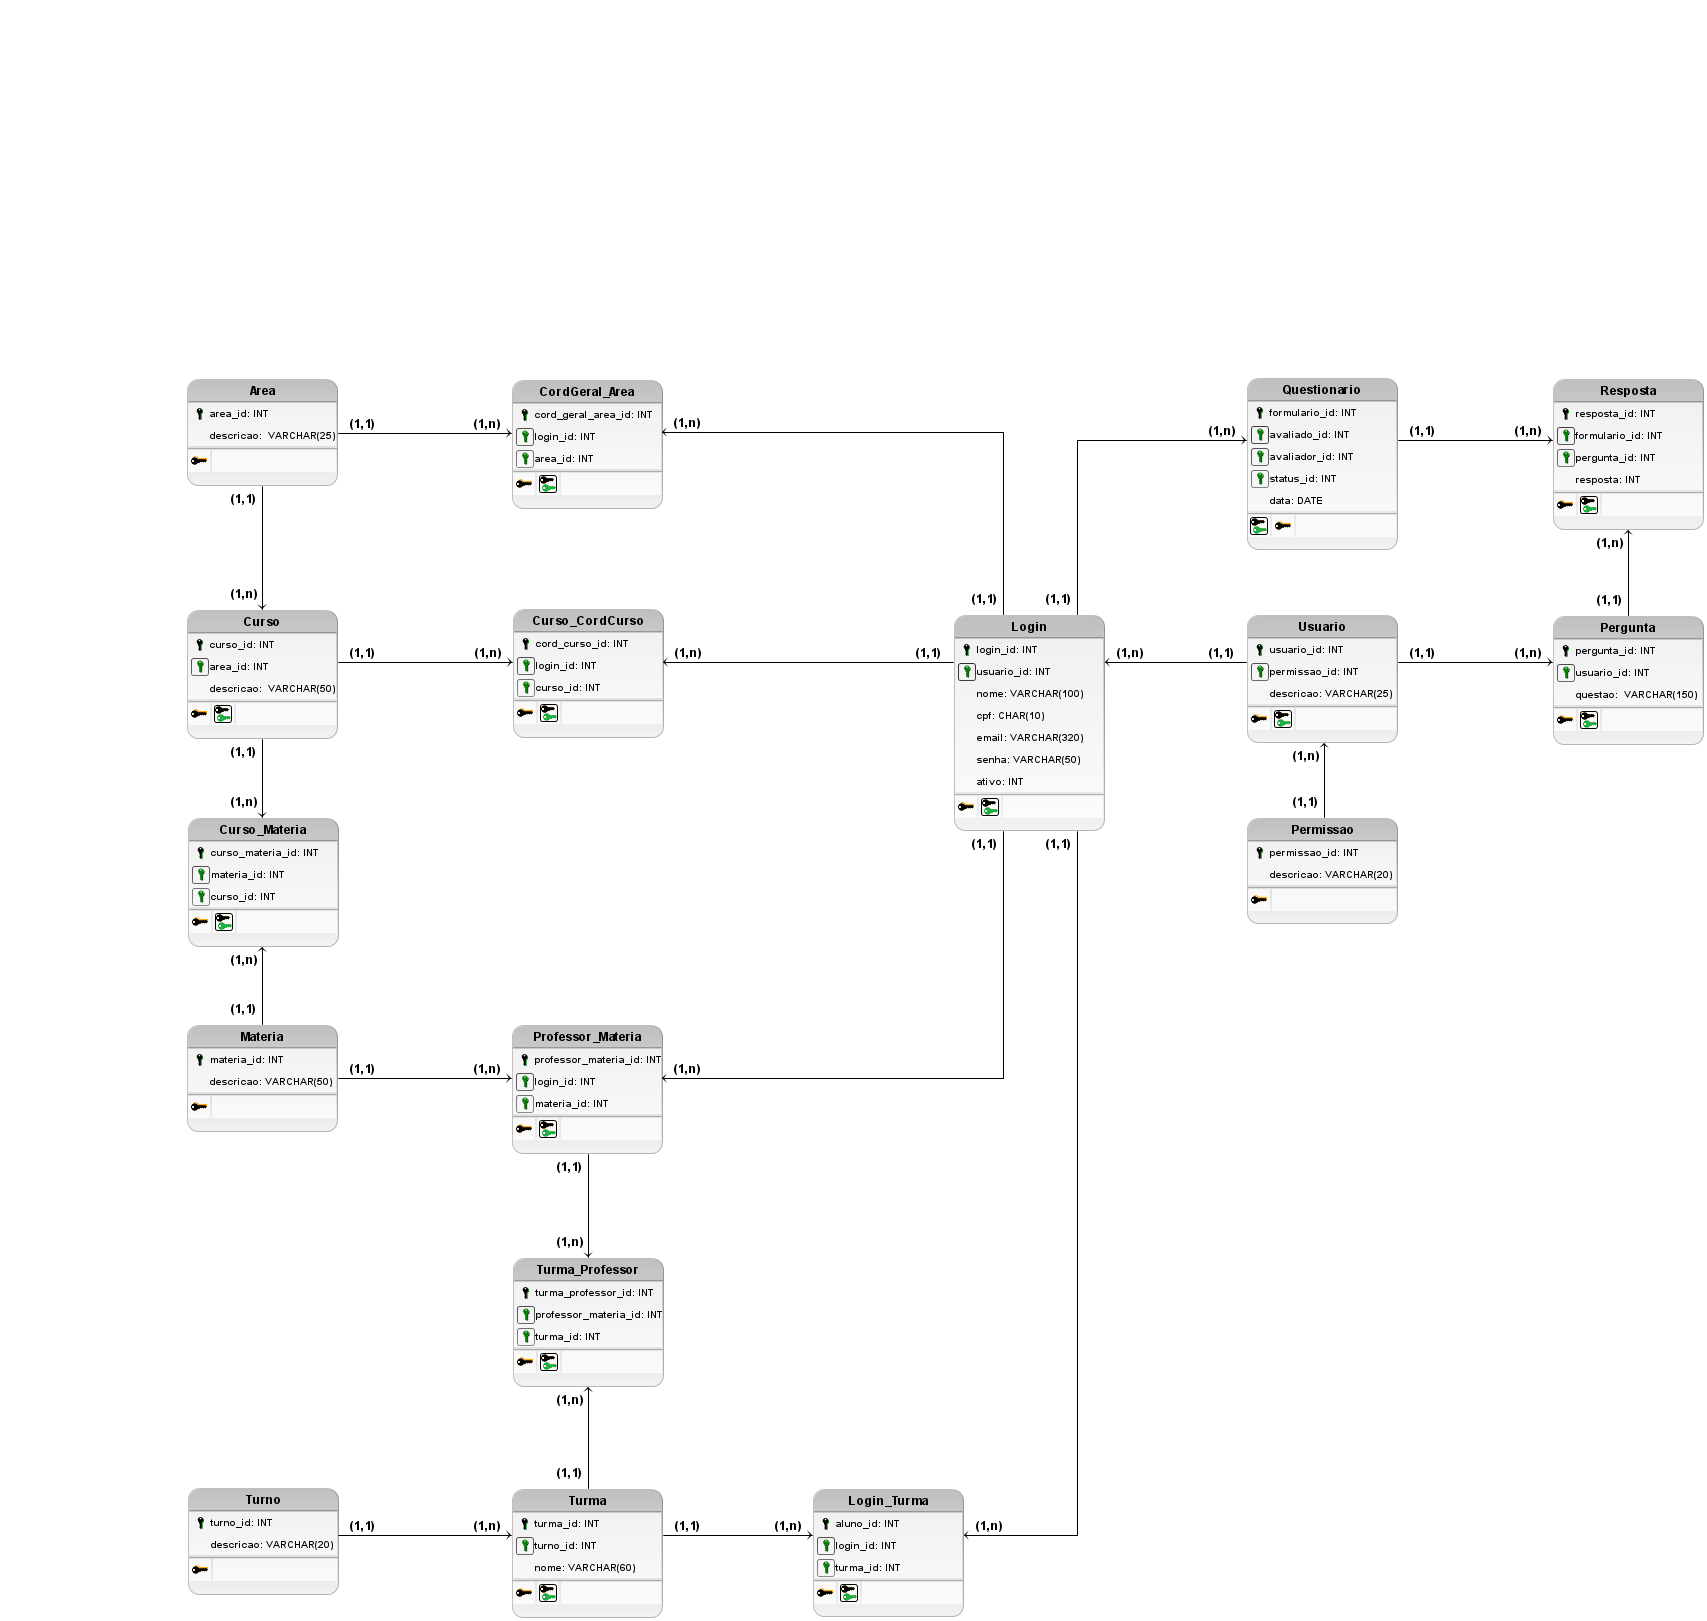 Area
area_id: INT
descricao: VARCHAR(25)
(1,1)
(1,n)
CordGeral_Area
cord_geral_area_id: INT
login_id: INT
area_id: INT
(1,n)
(1,1)
(1,n)
Curso
curso_id: INT
area_id: INT
descricao: VARCHAR(50)
(1,1)
(1,n)
Curso_CordCurso
cord_curso_id: INT
login_id: INT
curso_id: INT
(1,n)
(1,1)
(1,1)
(1,n)
Curso_Materia
curso_materia_id: INT
materia_id: INT
curso_id: INT
(1,n)
(1,1)
Materia
materia_id: INT
descricao: VARCHAR(50)
(1,1)
(1,n)
Professor_Materia
professor_materia_id: INT
login_id: INT
materia_id: INT
(1,n)
(1,1)
(1,n)
Turma_Professor
turma_professor_id: INT
professor_materia_id: INT
turma_id: INT
(1,n)
(1,1)
Turno
turno_id: INT
descricao: VARCHAR(20)
(1,1)
(1,n)
Turma
turma_id: INT
turno_id: INT
nome: VARCHAR(60)
(1,1)
(1,n)
Login_Turma
aluno_id: INT
login_id: INT
turma_id: INT
(1,n)
(1,1)
(1,1)
Login
login_id: INT
usuario_id: INT
nome: VARCHAR(100)
cpf: CHAR(10)
email: VARCHAR(320)
senha: VARCHAR(50)
ativo: INT
(1,1)
(1,1)
(1,n)
Questionario
formulario_id: INT
avaliado_id: INT
avaliador_id: INT
status_id: INT
data: DATE
(1,1)
(1,n)
Resposta
resposta_id: INT
formulario_id: INT
pergunta_id: INT
resposta: INT
(1,n)
(1,1)
(1,n)
(1,1)
Usuario
usuario_id: INT
permissao_id: INT
descricao: VARCHAR(25)
(1,1)
(1,n)
Pergunta
pergunta_id: INT
usuario_id: INT
questao: VARCHAR(150)
(1,n)
(1,1)
Permissao
permissao_id: INT
descricao: VARCHAR(20)